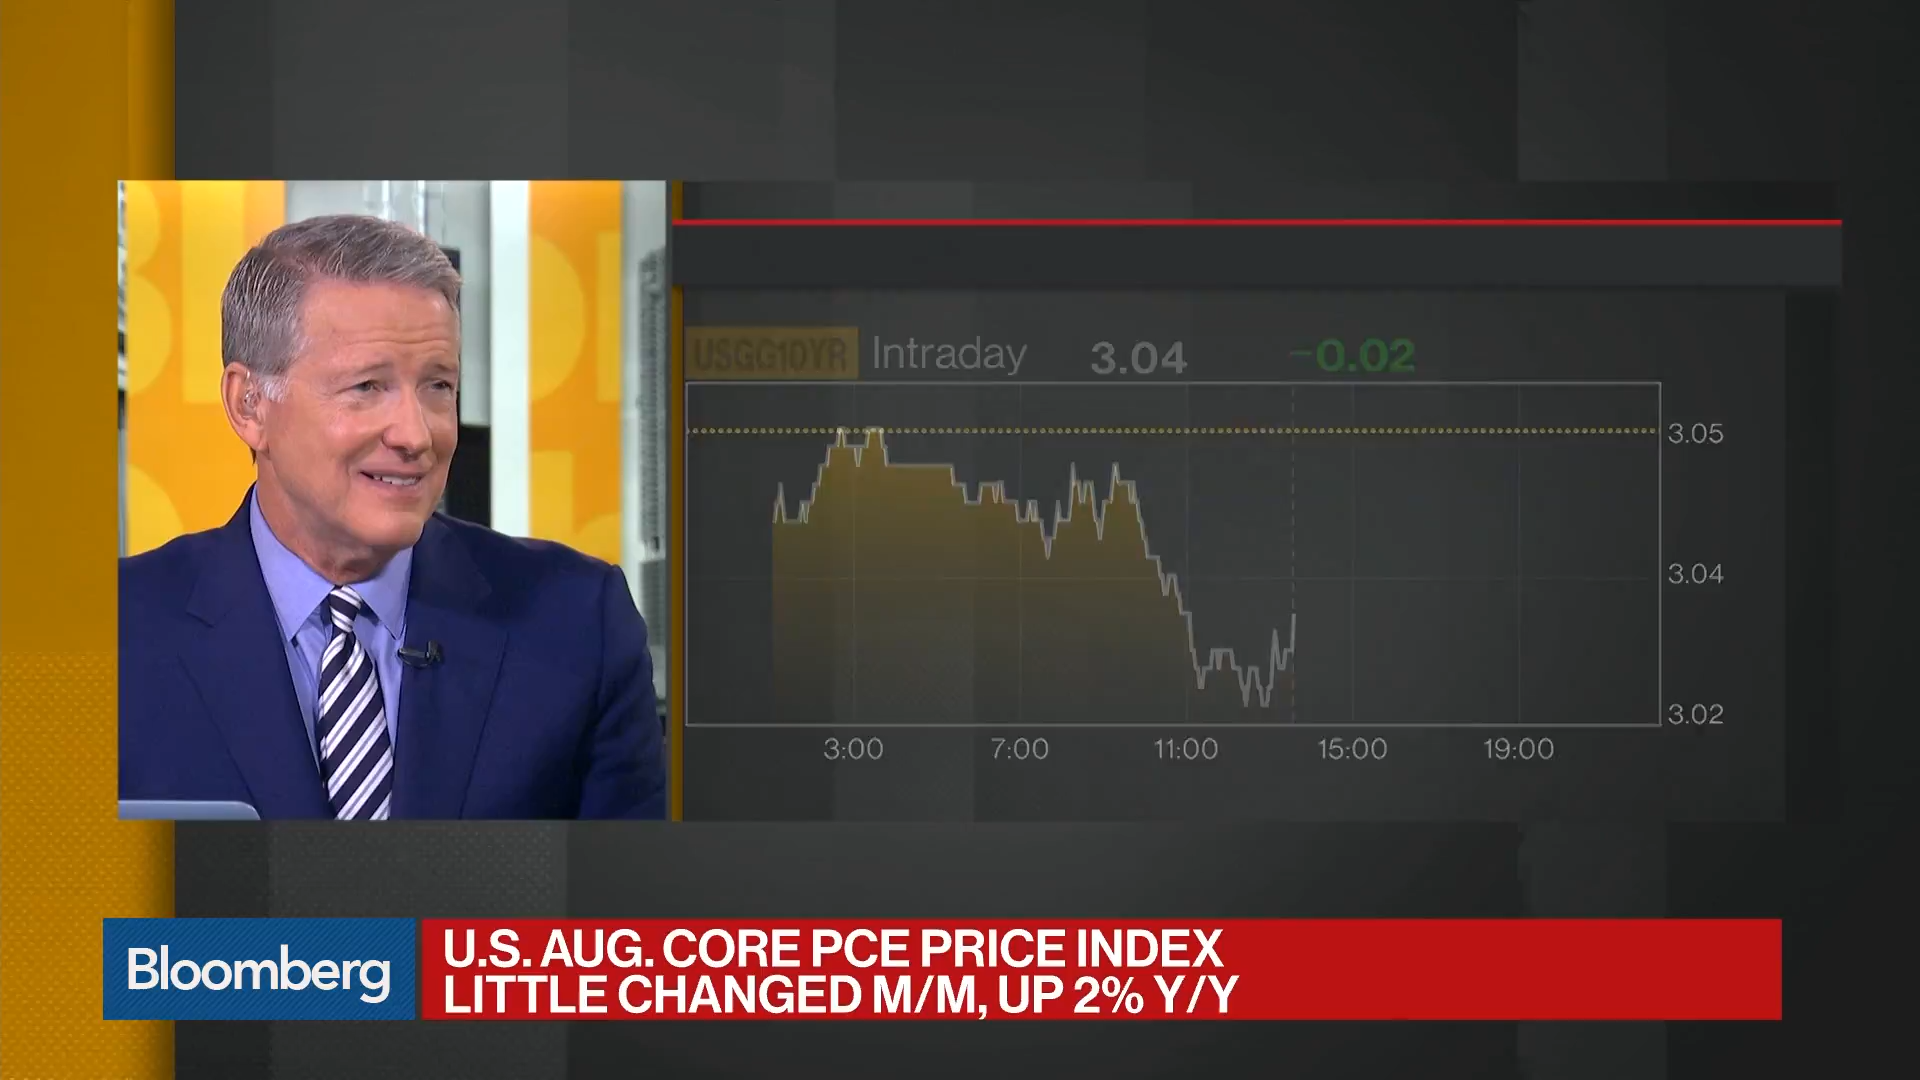 USGG10YR Intraday 3.04 -0.02
3.05
3.04
3.02
3:00 7:00 11:00 15:00 19:00
Bloomberg
U.S. AUG. CORE PCE PRICE INDEX
LITTLE CHANGED M/M, UP 2% Y/Y